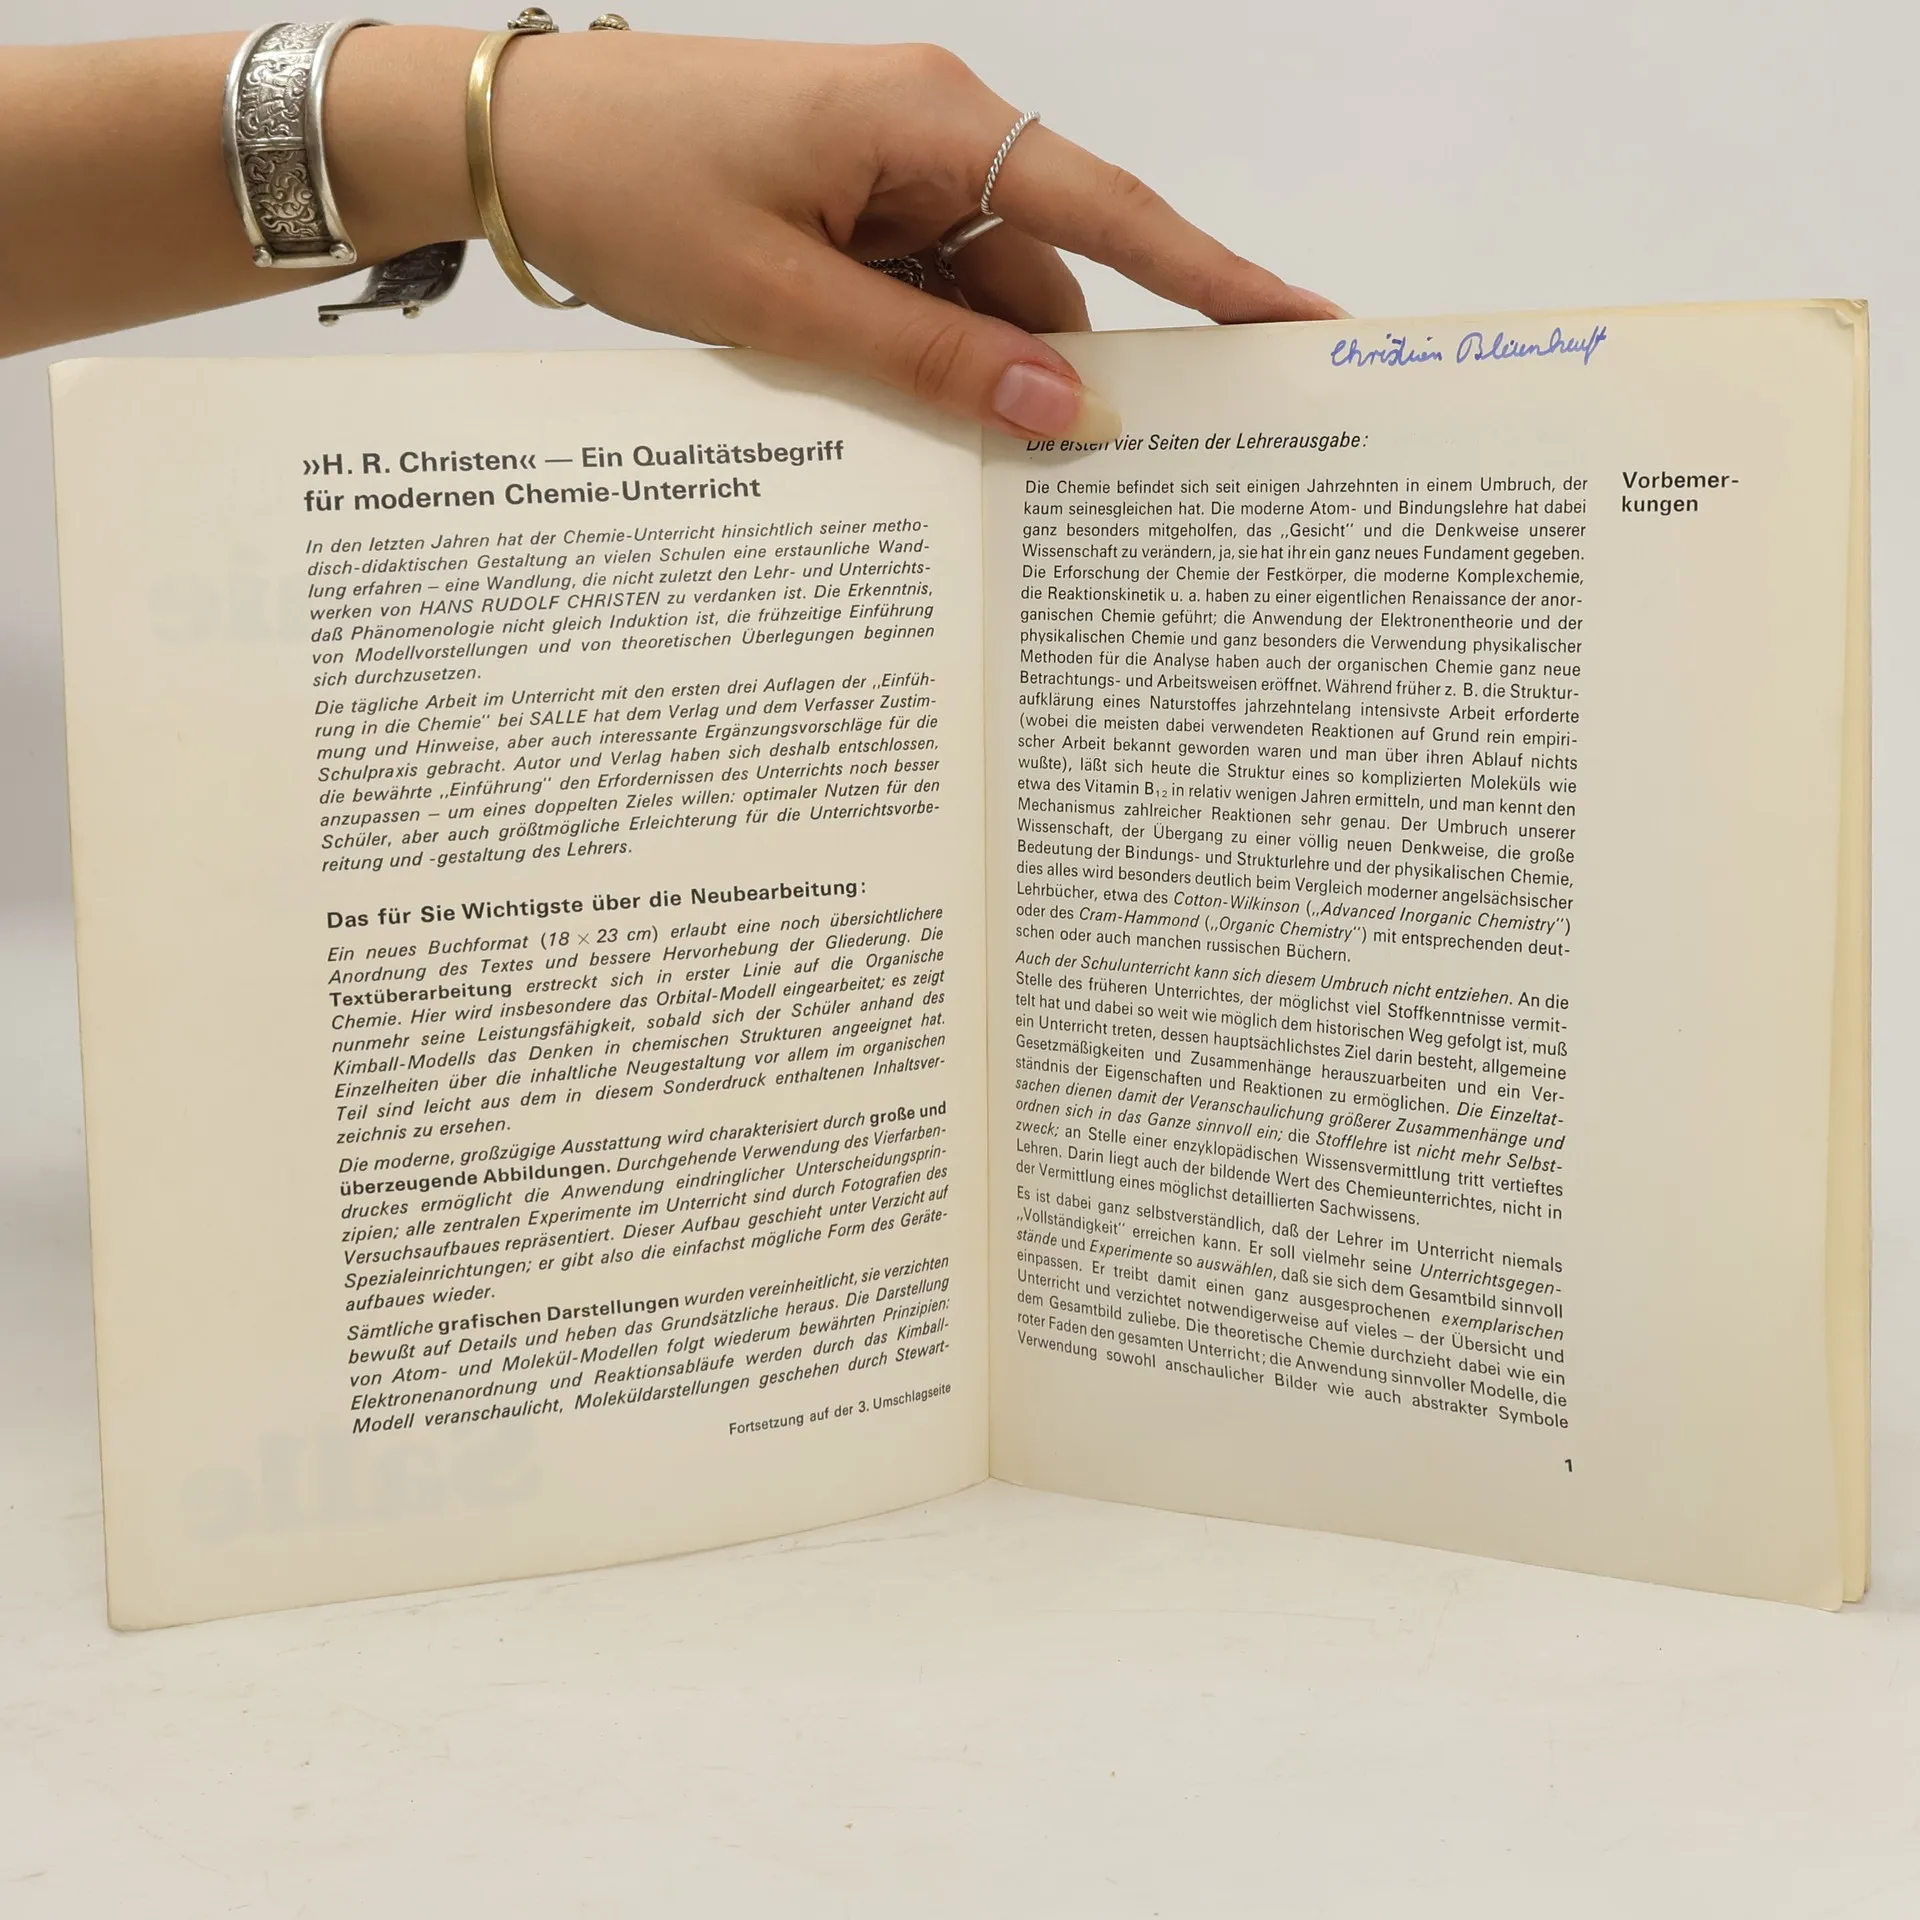 »H. R. Christen« — Ein Qualitätsbegriff
für modernen Chemie-Unterricht
In den letzten Jahren hat der Chemie-Unterricht hinsichtlich seiner metho-
disch-didaktischen Gestaltung an vielen Schulen eine erstaunliche Wand-
lung erfahren – eine Wandlung, die nicht zuletzt den Lehr- und Unterrichts-
werken von HANS RUDOLF CHRISTEN zu verdanken ist. Die Erkenntnis,
daß Phänomenologie nicht gleich Induktion ist, die frühzeitige Einführung
von Modellvorstellungen und von theoretischen Überlegungen beginnen
sich durchzusetzen.
Die tägliche Arbeit im Unterricht mit den ersten drei Auflagen der „Einfüh-
rung in die Chemie" bei SALLE hat dem Verlag und dem Verfasser Zustim-
mung und Hinweise, aber auch interessante Ergänzungsvorschläge für die
Schulpraxis gebracht. Autor und Verlag haben sich deshalb entschlossen,
die bewährte „Einführung" den Erfordernissen des Unterrichts noch besser
anzupassen – um eines doppelten Zieles willen: optimaler Nutzen für den
Schüler, aber auch größtmögliche Erleichterung für die Unterrichtsvorbe-
reitung und -gestaltung des Lehrers.
Das für Sie Wichtigste über die Neubearbeitung:
Ein neues Buchformat (18 × 23 cm) erlaubt eine noch übersichtlichere
Anordnung des Textes und bessere Hervorhebung der Gliederung. Die
Textüberarbeitung erstreckt sich in erster Linie auf die Organische
Chemie. Hier wird insbesondere das Orbital-Modell eingearbeitet; es zeigt
nunmehr seine Leistungsfähigkeit, sobald sich der Schüler anhand des
Kimball-Modells das Denken in chemischen Strukturen angeeignet hat.
Einzelheiten über die inhaltliche Neugestaltung vor allem im organischen
Teil sind leicht aus dem in diesem Sonderdruck enthaltenen Inhaltsver-
zeichnis zu ersehen.
Die moderne, großzügige Ausstattung wird charakterisiert durch große und
überzeugende Abbildungen. Durchgehende Verwendung des Vierfarben-
druckes ermöglicht die Anwendung eindringlicher Unterscheidungsprin-
zipien; alle zentralen Experimente im Unterricht sind durch Fotografien des
Versuchsaufbaues repräsentiert. Dieser Aufbau geschieht unter Verzicht auf
Spezialeinrichtungen; er gibt also die einfachst mögliche Form des Geräte-
aufbaues wieder.
Sämtliche grafischen Darstellungen wurden vereinheitlicht, sie verzichten
bewußt auf Details und heben das Grundsätzliche heraus. Die Darstellung
von Atom- und Molekül-Modellen folgt wiederum bewährten Prinzipien:
Elektronenanordnung und Reaktionsabläufe werden durch das Kimball-
Modell veranschaulicht, Moleküldarstellungen geschehen durch Stewart-
Fortsetzung auf der 3. Umschlagseite
Christian
Die ersten vier Seiten der Lehrerausgabe:
Vorbemer-
kungen
Die Chemie befindet sich seit einigen Jahrzehnten in einem Umbruch, der
kaum seinesgleichen hat. Die moderne Atom- und Bindungslehre hat dabei
ganz besonders mitgeholfen, das „Gesicht" und die Denkweise unserer
Wissenschaft zu verändern, ja, sie hat ihr ein ganz neues Fundament gegeben.
Die Erforschung der Chemie der Festkörper, die moderne Komplexchemie,
die Reaktionskinetik u. a. haben zu einer eigentlichen Renaissance der anor-
ganischen Chemie geführt; die Anwendung der Elektronentheorie und der
physikalischen Chemie und ganz besonders die Verwendung physikalischer
Methoden für die Analyse haben auch der organischen Chemie ganz neue
Betrachtungs- und Arbeitsweisen eröffnet. Während früher z. B. die Struktur-
aufklärung eines Naturstoffes jahrzehntelang intensivste Arbeit erforderte
(wobei die meisten dabei verwendeten Reaktionen auf Grund rein empiri-
scher Arbeit bekannt geworden waren und man über ihren Ablauf nichts
wußte), läßt sich heute die Struktur eines so komplizierten Moleküls wie
etwa des Vitamin B₁₂ in relativ wenigen Jahren ermitteln, und man kennt den
Mechanismus zahlreicher Reaktionen sehr genau. Der Umbruch unserer
Wissenschaft, der Übergang zu einer völlig neuen Denkweise, die große
Bedeutung der Bindungs- und Strukturlehre und der physikalischen Chemie,
dies alles wird besonders deutlich beim Vergleich moderner angelsächsischer
Lehrbücher, etwa des Cotton-Wilkinson („Advanced Inorganic Chemistry")
oder des Cram-Hammond („Organic Chemistry") mit entsprechenden deut-
schen oder auch manchen russischen Büchern.
Auch der Schulunterricht kann sich diesem Umbruch nicht entziehen. An die
Stelle des früheren Unterrichtes, der möglichst viel Stoffkenntnisse vermit-
telt hat und dabei so weit wie möglich dem historischen Weg gefolgt ist, muß
ein Unterricht treten, dessen hauptsächlichstes Ziel darin besteht, allgemeine
Gesetzmäßigkeiten und Zusammenhänge herauszuarbeiten und ein Ver-
ständnis der Eigenschaften und Reaktionen zu ermöglichen. Die Einzeltat-
sachen dienen damit der Veranschaulichung größerer Zusammenhänge und
ordnen sich in das Ganze sinnvoll ein; die Stofflehre ist nicht mehr Selbst-
zweck; an Stelle einer enzyklopädischen Wissensvermittlung tritt vertieftes
Lehren. Darin liegt auch der bildende Wert des Chemieunterrichtes, nicht in
der Vermittlung eines möglichst detaillierten Sachwissens.
Es ist dabei ganz selbstverständlich, daß der Lehrer im Unterricht niemals
„Vollständigkeit" erreichen kann. Er soll vielmehr seine Unterrichtsgegen-
stände und Experimente so auswählen, daß sie sich dem Gesamtbild sinnvoll
einpassen. Er treibt damit einen ganz ausgesprochenen exemplarischen
Unterricht und verzichtet notwendigerweise auf vieles – der Übersicht und
dem Gesamtbild zuliebe. Die theoretische Chemie durchzieht dabei wie ein
roter Faden den gesamten Unterricht; die Anwendung sinnvoller Modelle, die
Verwendung sowohl anschaulicher Bilder wie auch abstrakter Symbole
1